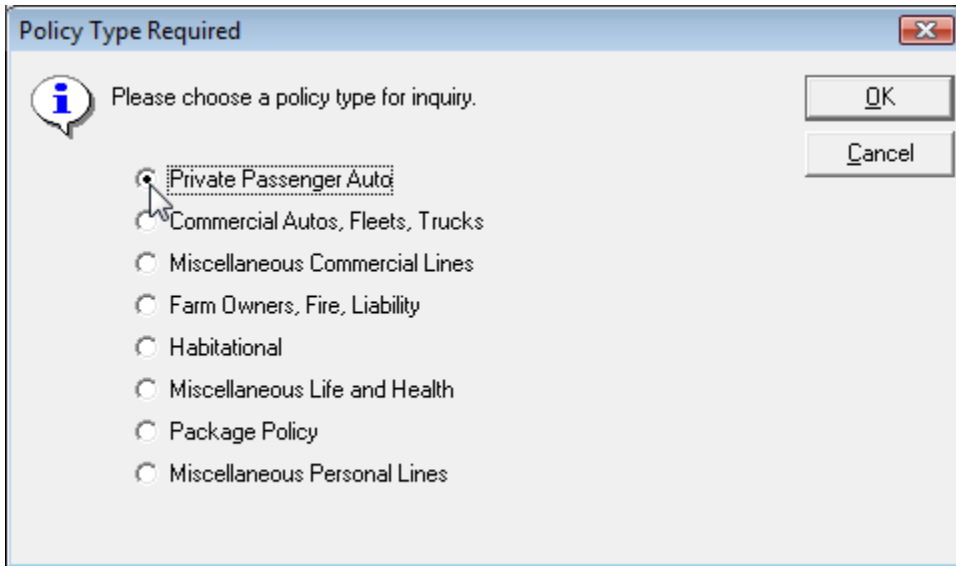 Policy Type Required
Please choose a policy type for inquiry.
OK
Cancel
Private Passenger Auto
Commercial Autos, Fleets, Trucks
Miscellaneous Commercial Lines
Farm Owners, Fire, Liability
Habitational
Miscellaneous Life and Health
Package Policy
Miscellaneous Personal Lines